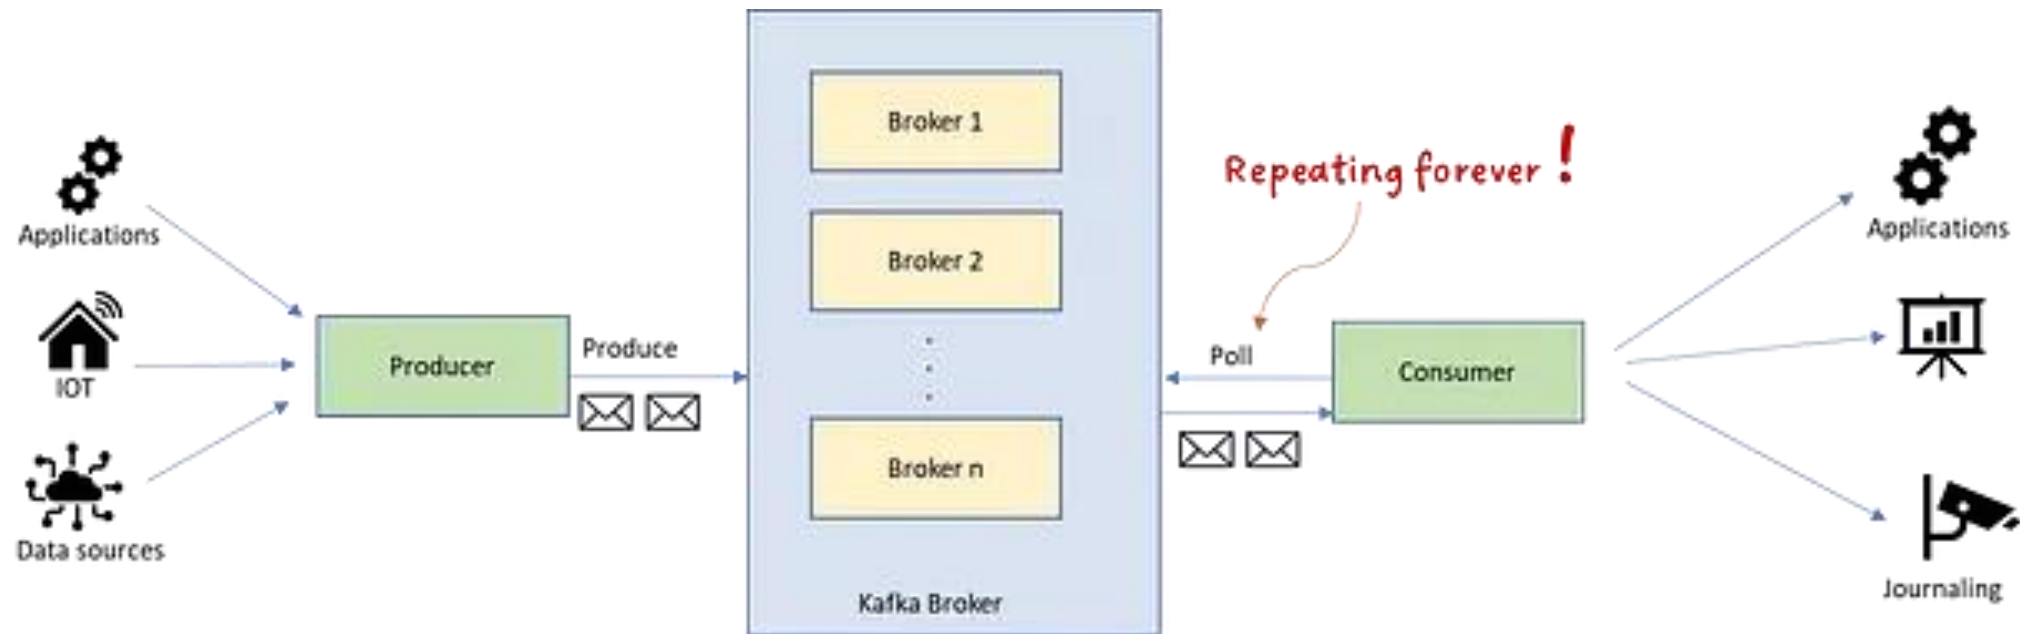 Applications
IOT
Data sources
Producer
Produce
Broker 1
Broker 2
Broker n
Kafka Broker
Repeating forever !
Poll
Consumer
Applications
Journaling